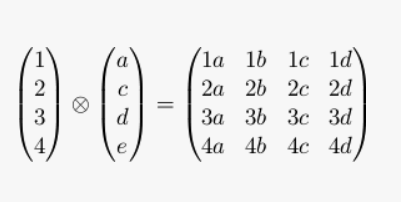 1 a 1a 1b 1c 1d
2 ⊗ c = 2a 2b 2c 2d
3 d 3a 3b 3c 3d
4 e 4a 4b 4c 4d